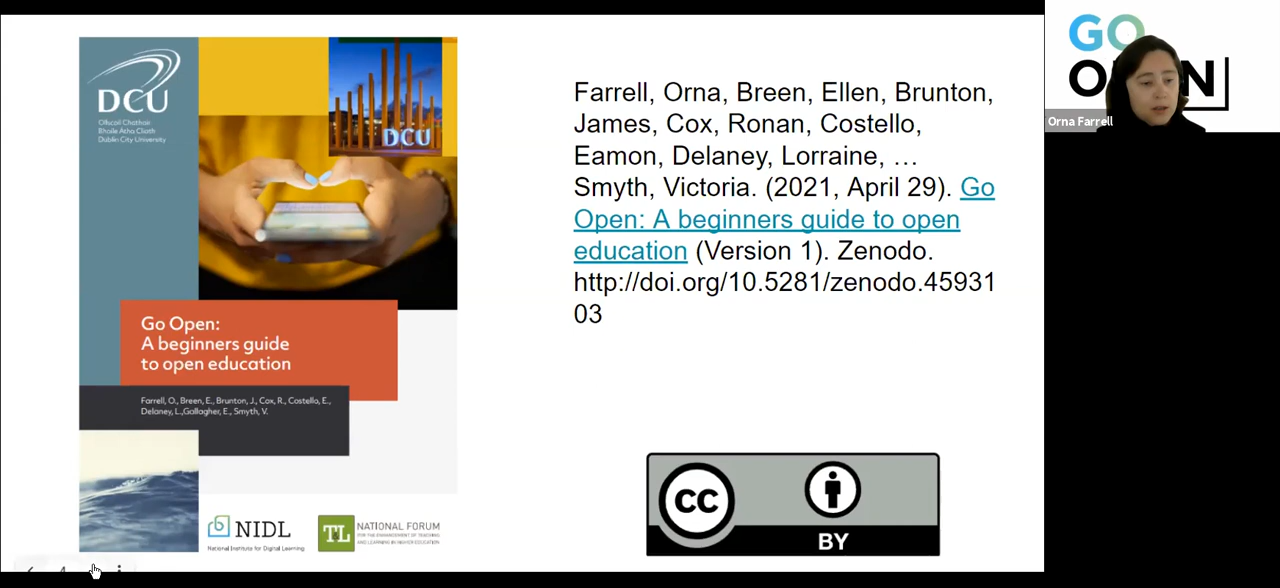 DCU
Ollscoil Chathair
Bhaile Átha Cliath
Dublin City University
DCU
Go Open:
A beginners guide
to open education
Farrell, O., Breen, E., Brunton, J., Cox, R., Costello, E.,
Delaney, L.,Gallagher, E., Smyth, V.
NIDL
National Institute for Digital Learning
TL
NATIONAL FORUM
FOR THE ENHANCEMENT OF TEACHING
AND LEARNING IN HIGHER EDUCATION
Farrell, Orna, Breen, Ellen, Brunton,
James, Cox, Ronan, Costello,
Eamon, Delaney, Lorraine, …
Smyth, Victoria. (2021, April 29). Go
Open: A beginners guide to open
education (Version 1). Zenodo.
http://doi.org/10.5281/zenodo.45931
03
CC
BY
GO
Orna Farrell